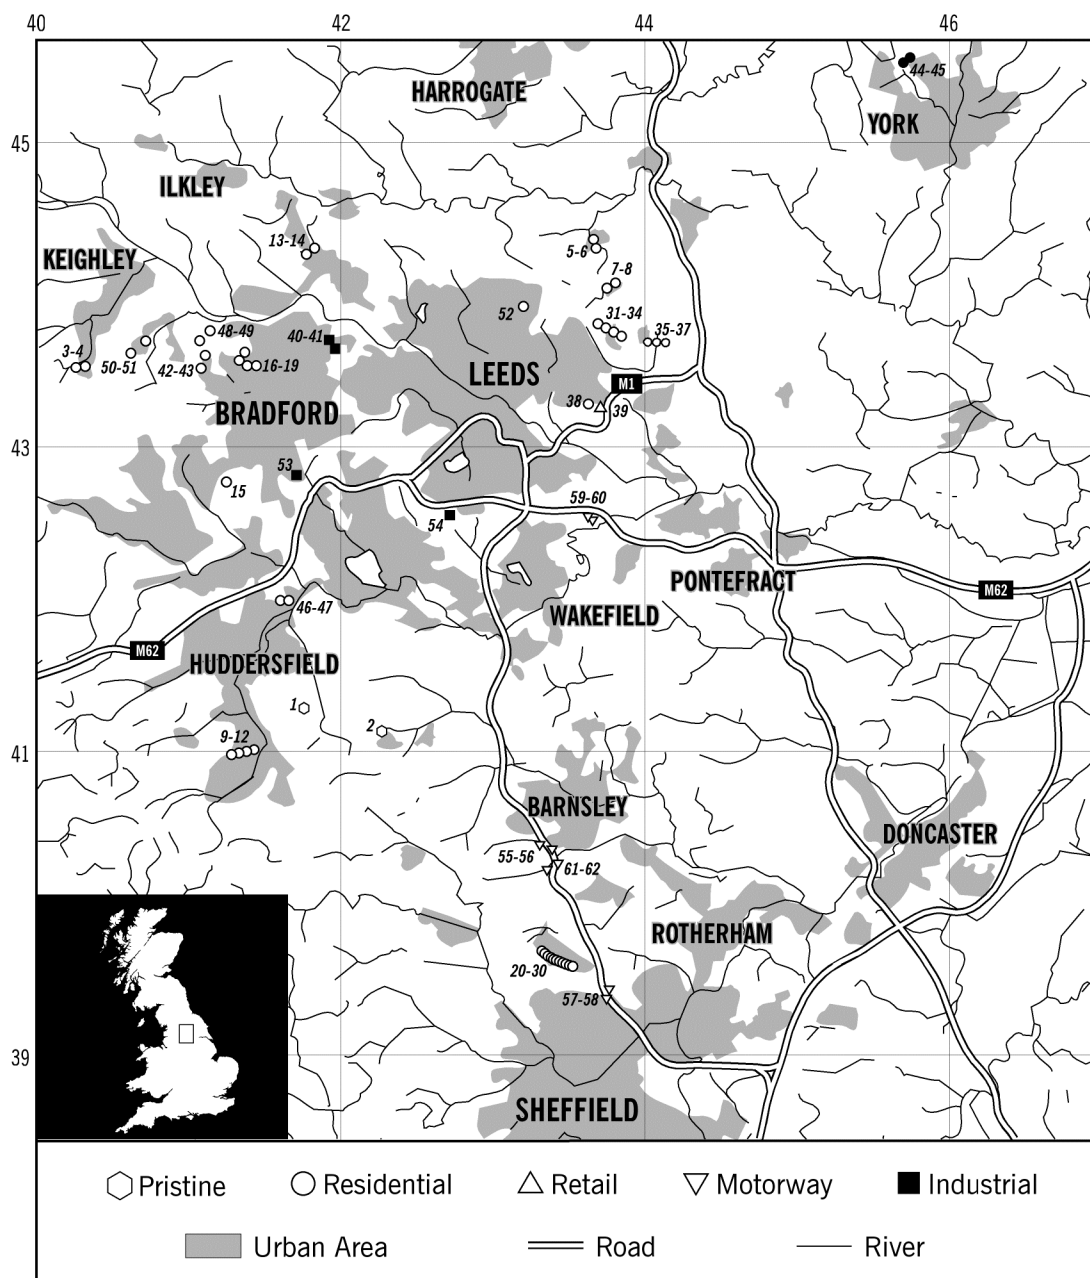 40 42 44 46
HARROGATE
44-45
YORK
45
ILKLEY
13-14
5-6
KEIGHLEY
7-8
52
31-34
48-49
40-41
35-37
3-4
50-51
42-43
16-19
LEEDS
M1
38
39
BRADFORD
43
53
15
59-60
54
PONTEFRACT
M62
46-47
WAKEFIELD
M62
HUDDERSFIELD
1
2
9-12
41
BARNSLEY
DONCASTER
55-56
61-62
ROTHERHAM
20-30
57-58
39
SHEFFIELD
Pristine Residential Retail Motorway Industrial
Urban Area Road River